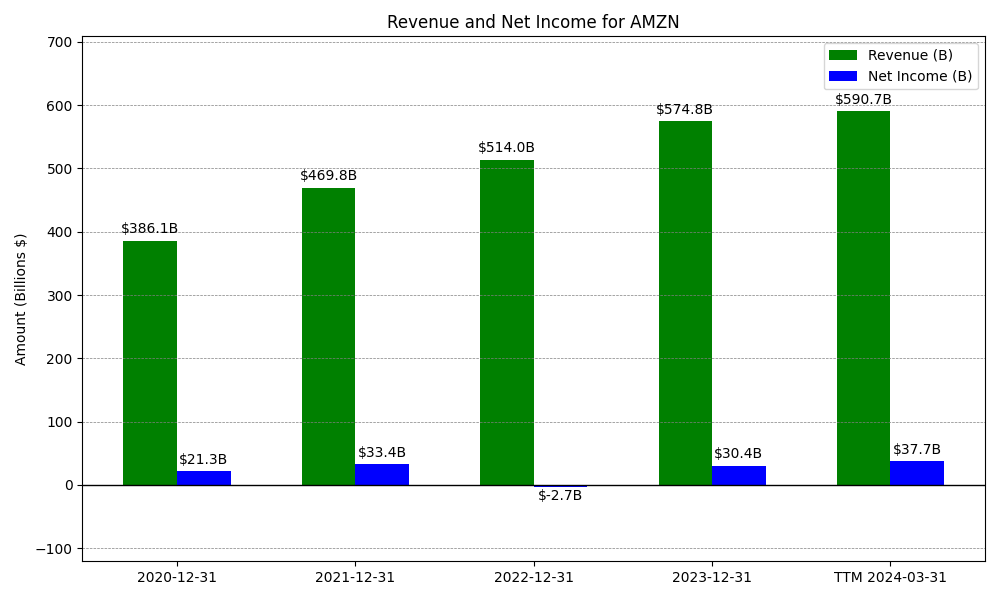 Revenue and Net Income for AMZN
Revenue (B)
Net Income (B)
Amount (Billions $)
700
600
500
400
300
200
100
0
−100
$386.1B
$469.8B
$514.0B
$574.8B
$590.7B
$21.3B
$33.4B
$-2.7B
$30.4B
$37.7B
2020-12-31
2021-12-31
2022-12-31
2023-12-31
TTM 2024-03-31